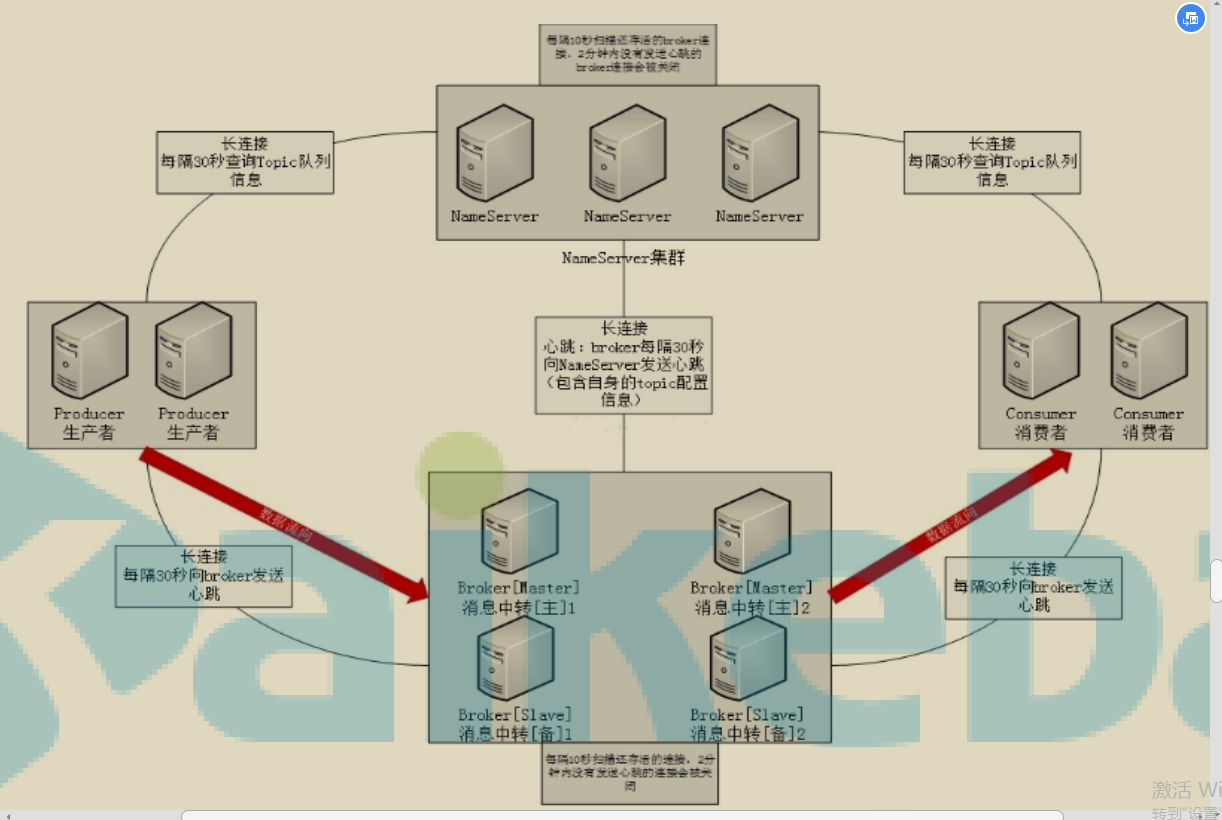 每隔10秒扫描还存活的broker连
接，2分钟内没有发送心跳的
broker连接会被关闭
长连接
每隔30秒查询Topic队列
信息
NameServer
NameServer
NameServer
长连接
每隔30秒查询Topic队列
信息
NameServer集群
长连接
心跳：broker每隔30秒
向NameServer发送心跳
（包含自身的topic配置
信息）
Producer
生产者
Producer
生产者
Consumer
消费者
Consumer
消费者
数据流向
数据流向
长连接
每隔30秒向broker发送
心跳
Broker[Master]
消息中转[主]1
Broker[Master]
消息中转[主]2
长连接
每隔30秒向broker发送
心跳
Broker[Slave]
消息中转[备]1
Broker[Slave]
消息中转[备]2
每隔10秒扫描还存活的连接，2分
钟内没有发送心跳的连接会被关
闭
akeba
激活 Wi
转到"设置"